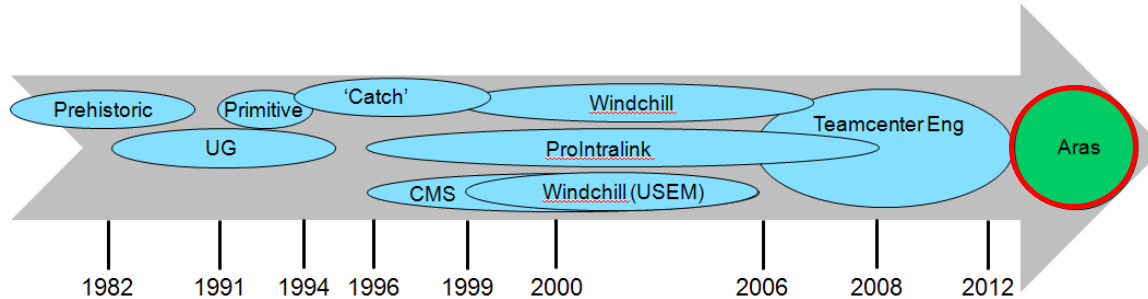 Prehistoric
Primitive
‘Catch’
Windchill
Teamcenter Eng
Aras
UG
ProIntralink
CMS
Windchill (USEM)
1982
1991
1994
1996
1999
2000
2006
2008
2012